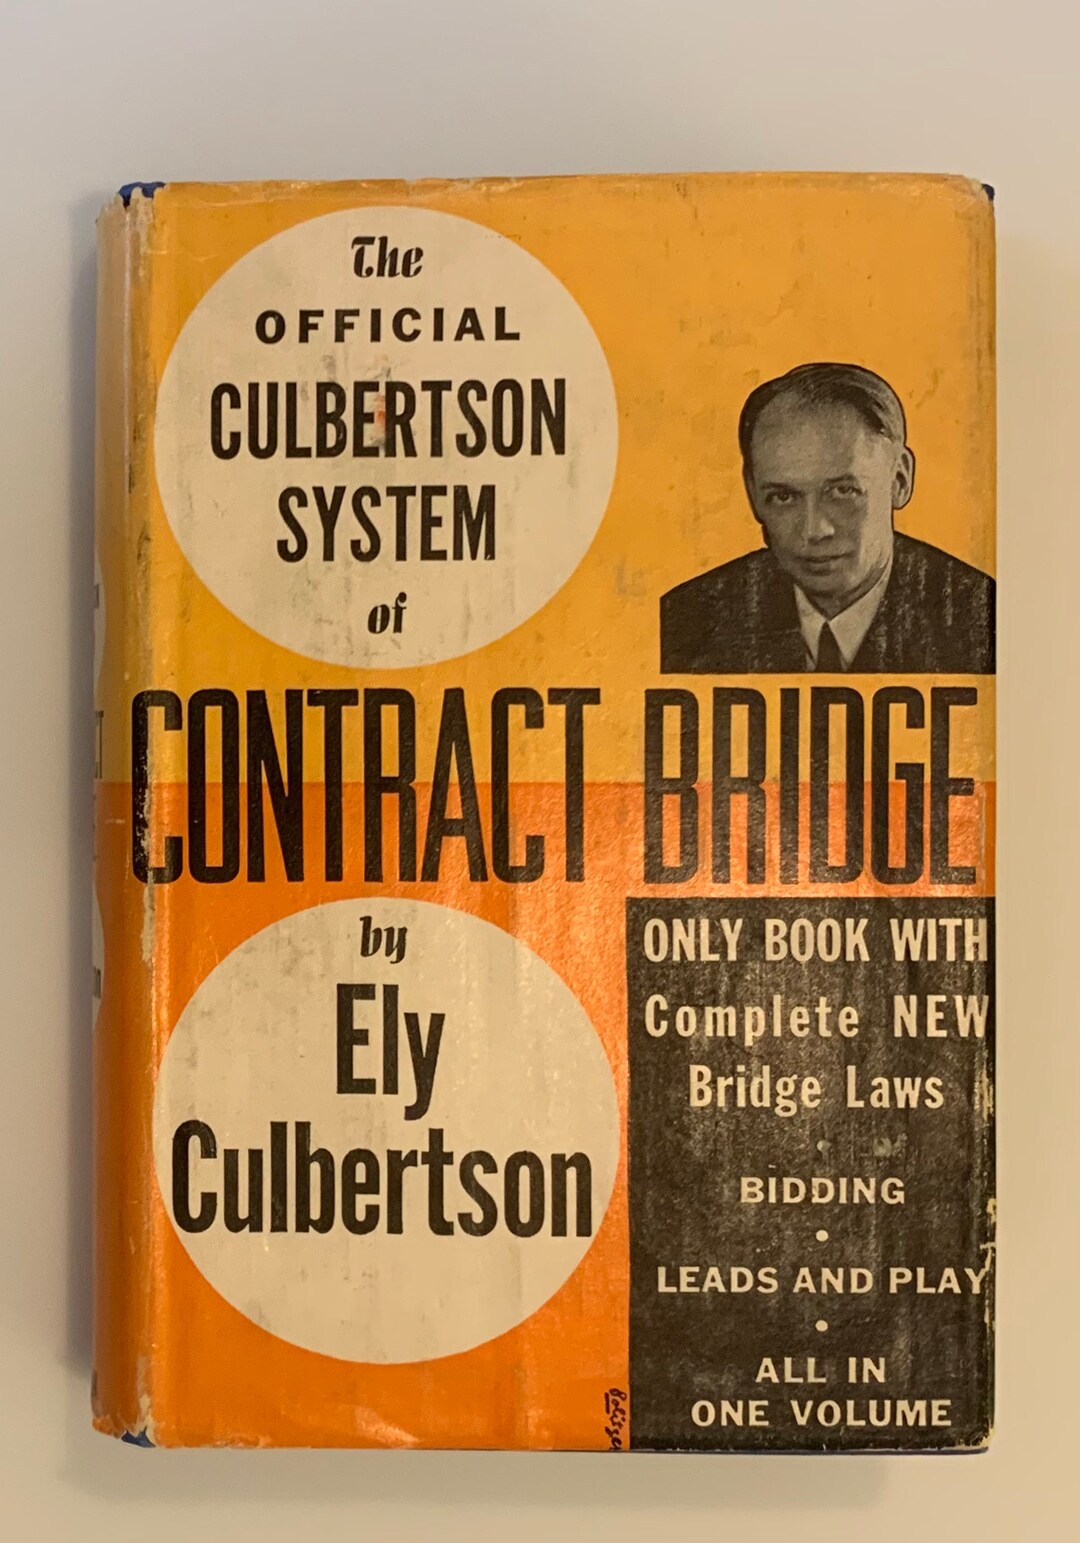 The
OFFICIAL
CULBERTSON
SYSTEM
of
CONTRACT BRIDGE
by
Ely
Culbertson
ONLY BOOK WITH
Complete NEW
Bridge Laws
BIDDING
LEADS AND PLAY
ALL IN
ONE VOLUME